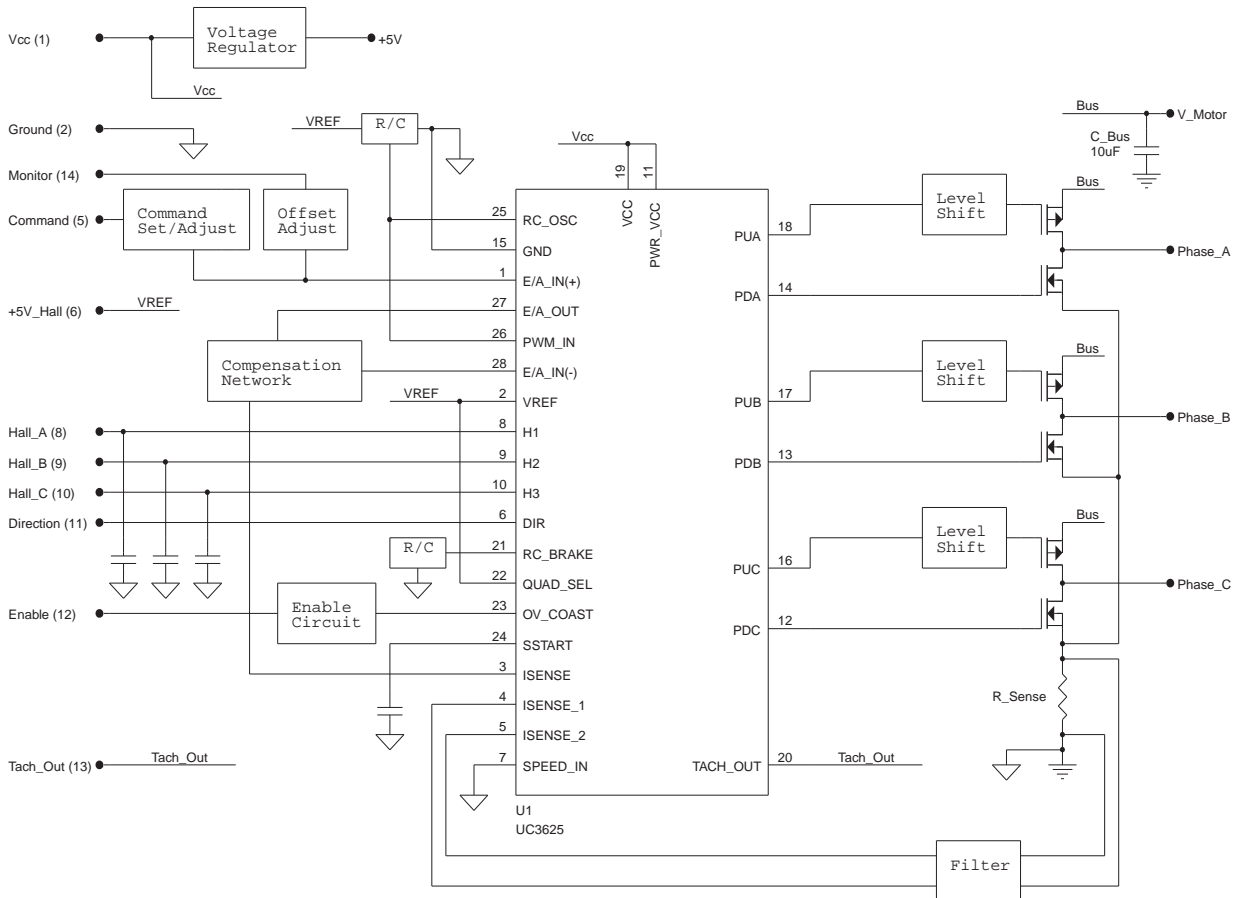 Vcc (1)
Voltage
Regulator
+5V
Vcc
Ground (2)
VREF
R/C
Monitor (14)
Command (5)
Command
Set/Adjust
Offset
Adjust
+5V_Hall (6)
VREF
Compensation
Network
VREF
Hall_A (8)
Hall_B (9)
Hall_C (10)
Direction (11)
R/C
Enable (12)
Enable
Circuit
Tach_Out (13)
Tach_Out
Vcc
19
VCC
11
PWR_VCC
25
RC_OSC
15
GND
1
E/A_IN(+)
27
E/A_OUT
26
PWM_IN
28
E/A_IN(-)
2
VREF
8
H1
9
H2
10
H3
6
DIR
21
RC_BRAKE
22
QUAD_SEL
23
OV_COAST
24
SSTART
3
ISENSE
4
ISENSE_1
5
ISENSE_2
7
SPEED_IN
U1
UC3625
PUA
18
PDA
14
PUB
17
PDB
13
PUC
16
PDC
12
TACH_OUT
20
Tach_Out
Bus
V_Motor
C_Bus
10uF
Level
Shift
Bus
Phase_A
Level
Shift
Bus
Phase_B
Level
Shift
Bus
Phase_C
R_Sense
Filter